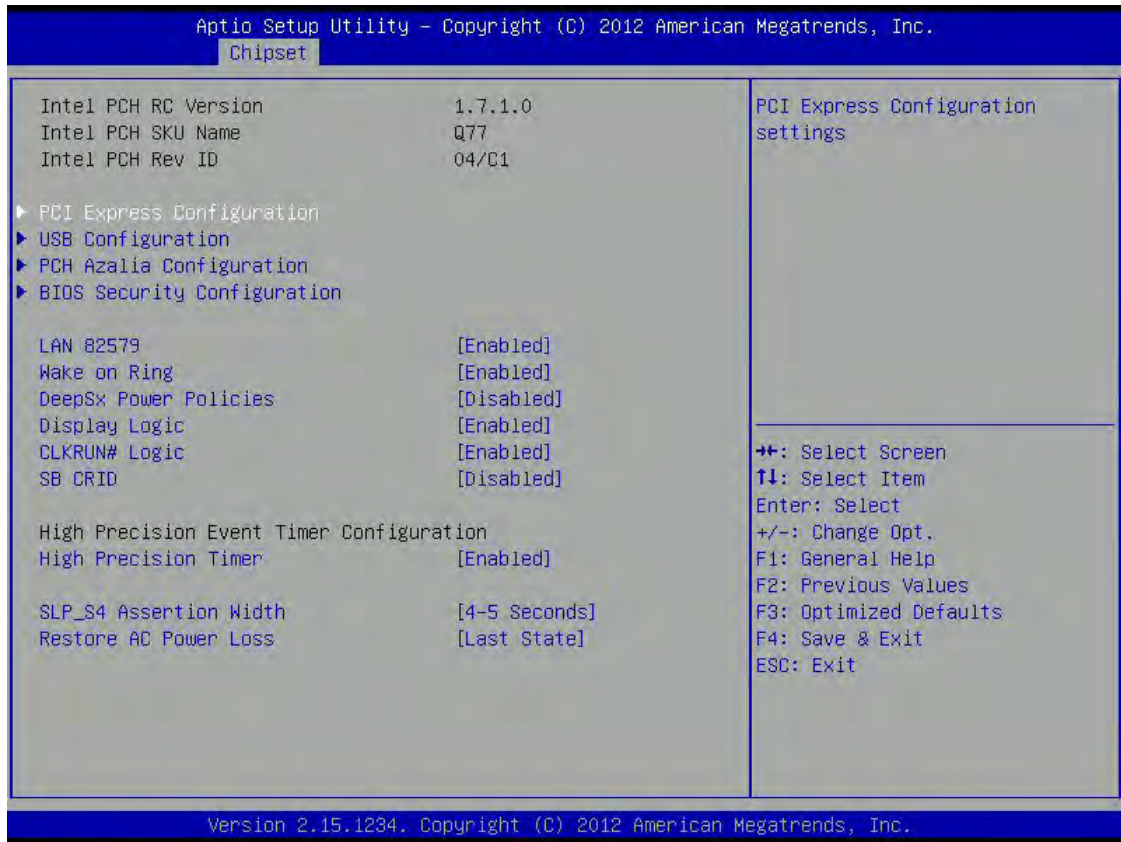 Aptio Setup Utility – Copyright (C) 2012 American Megatrends, Inc.
Chipset
Intel PCH RC Version 1.7.1.0
Intel PCH SKU Name Q77
Intel PCH Rev ID 04/C1
► PCI Express Configuration
► USB Configuration
► PCH Azalia Configuration
► BIOS Security Configuration
LAN 82579 [Enabled]
Wake on Ring [Enabled]
DeepSx Power Policies [Disabled]
Display Logic [Enabled]
CLKRUN# Logic [Enabled]
SB CRID [Disabled]
High Precision Event Timer Configuration
High Precision Timer [Enabled]
SLP_S4 Assertion Width [4-5 Seconds]
Restore AC Power Loss [Last State]
PCI Express Configuration
settings
→←: Select Screen
↑↓: Select Item
Enter: Select
+/-: Change Opt.
F1: General Help
F2: Previous Values
F3: Optimized Defaults
F4: Save & Exit
ESC: Exit
Version 2.15.1234. Copyright (C) 2012 American Megatrends, Inc.